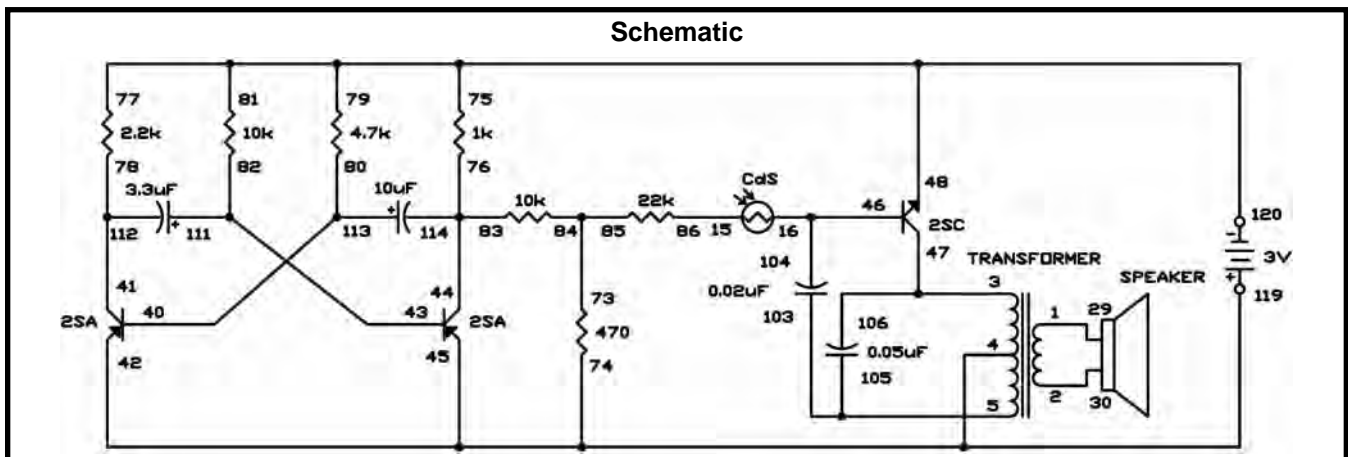 Schematic
77 81 79 75
2.2k 10k 4.7k 1k
78 82 80 76
CdS
3.3uF 10uF 10k 22k 48
+ + 46
112 111 113 114 83 84 85 86 15 16 2SC 120
104 47 -
TRANSFORMER 3V
41 44 3 SPEAKER +
0.02uF 119
2SA 40 43 2SA 73 103 106 1 29
470 0.05uF 4
42 45 74 105 2 30
5